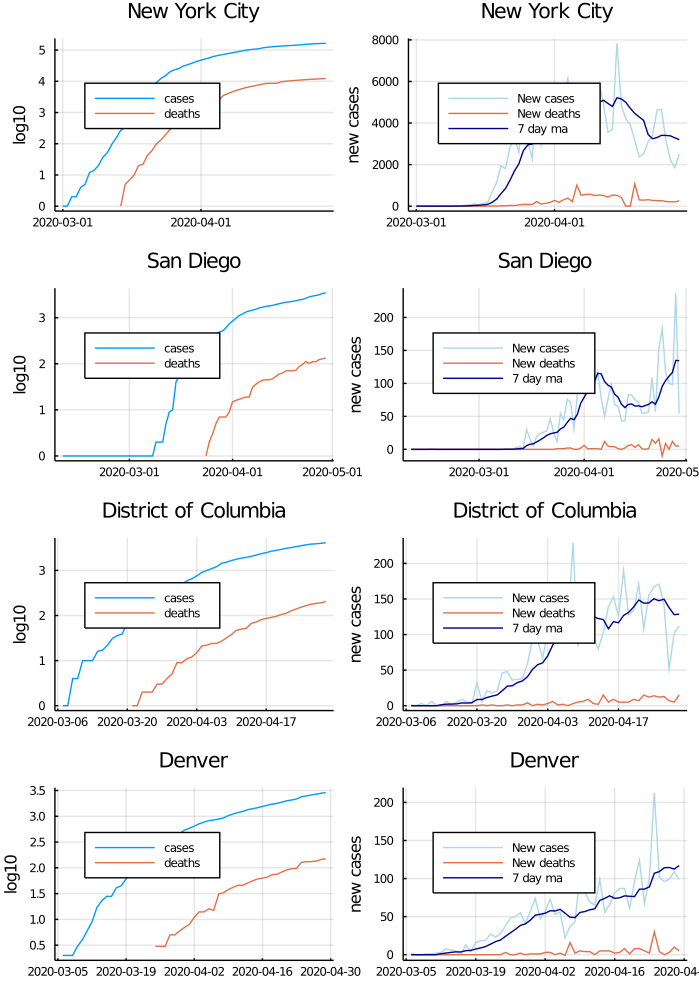 New York City
5
4
3
2
1
0
log10
cases
deaths
2020-03-01
2020-04-01
New York City
8000
6000
4000
2000
0
new cases
New cases
New deaths
7 day ma
2020-03-01
2020-04-01
San Diego
3
2
1
0
log10
cases
deaths
2020-03-01
2020-04-01
2020-05-01
San Diego
200
150
100
50
0
new cases
New cases
New deaths
7 day ma
2020-03-01
2020-04-01
2020-05
District of Columbia
3
2
1
0
log10
cases
deaths
2020-03-06
2020-03-20
2020-04-03
2020-04-17
District of Columbia
200
150
100
50
0
new cases
New cases
New deaths
7 day ma
2020-03-06
2020-03-20
2020-04-03
2020-04-17
Denver
3.5
3.0
2.5
2.0
1.5
1.0
0.5
log10
cases
deaths
2020-03-05
2020-03-19
2020-04-02
2020-04-16
2020-04-30
Denver
200
150
100
50
0
new cases
New cases
New deaths
7 day ma
2020-03-05
2020-03-19
2020-04-02
2020-04-16
2020-04-